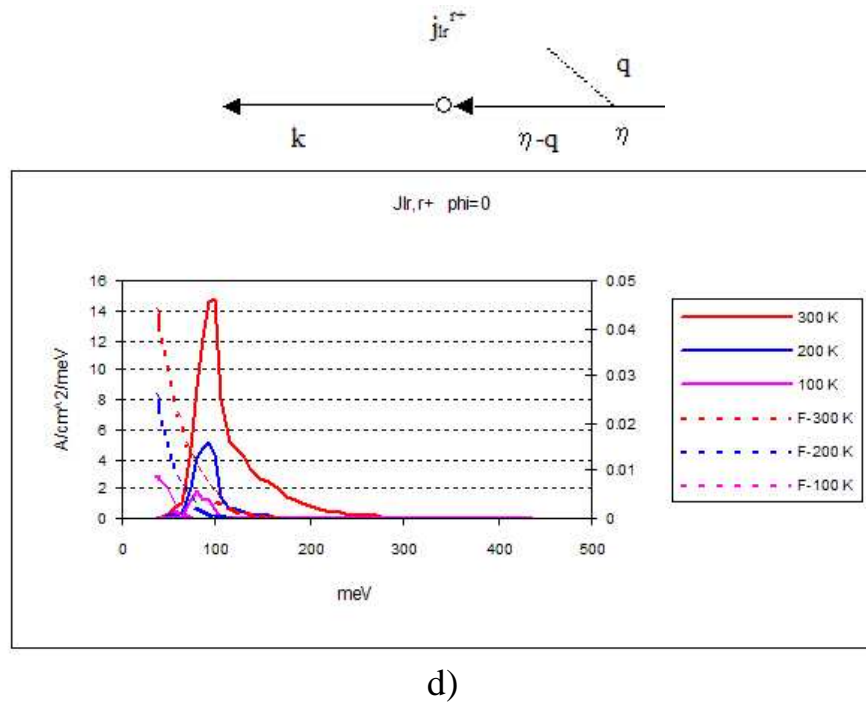 j_lr^r+
q
k
η-q
η
Jlr,r+ phi=0
A/cm^2/meV
16
14
12
10
8
6
4
2
0
0.05
0.04
0.03
0.02
0.01
0
0 100 200 300 400 500
meV
300 K
200 K
100 K
F-300 K
F-200 K
F-100 K
d)